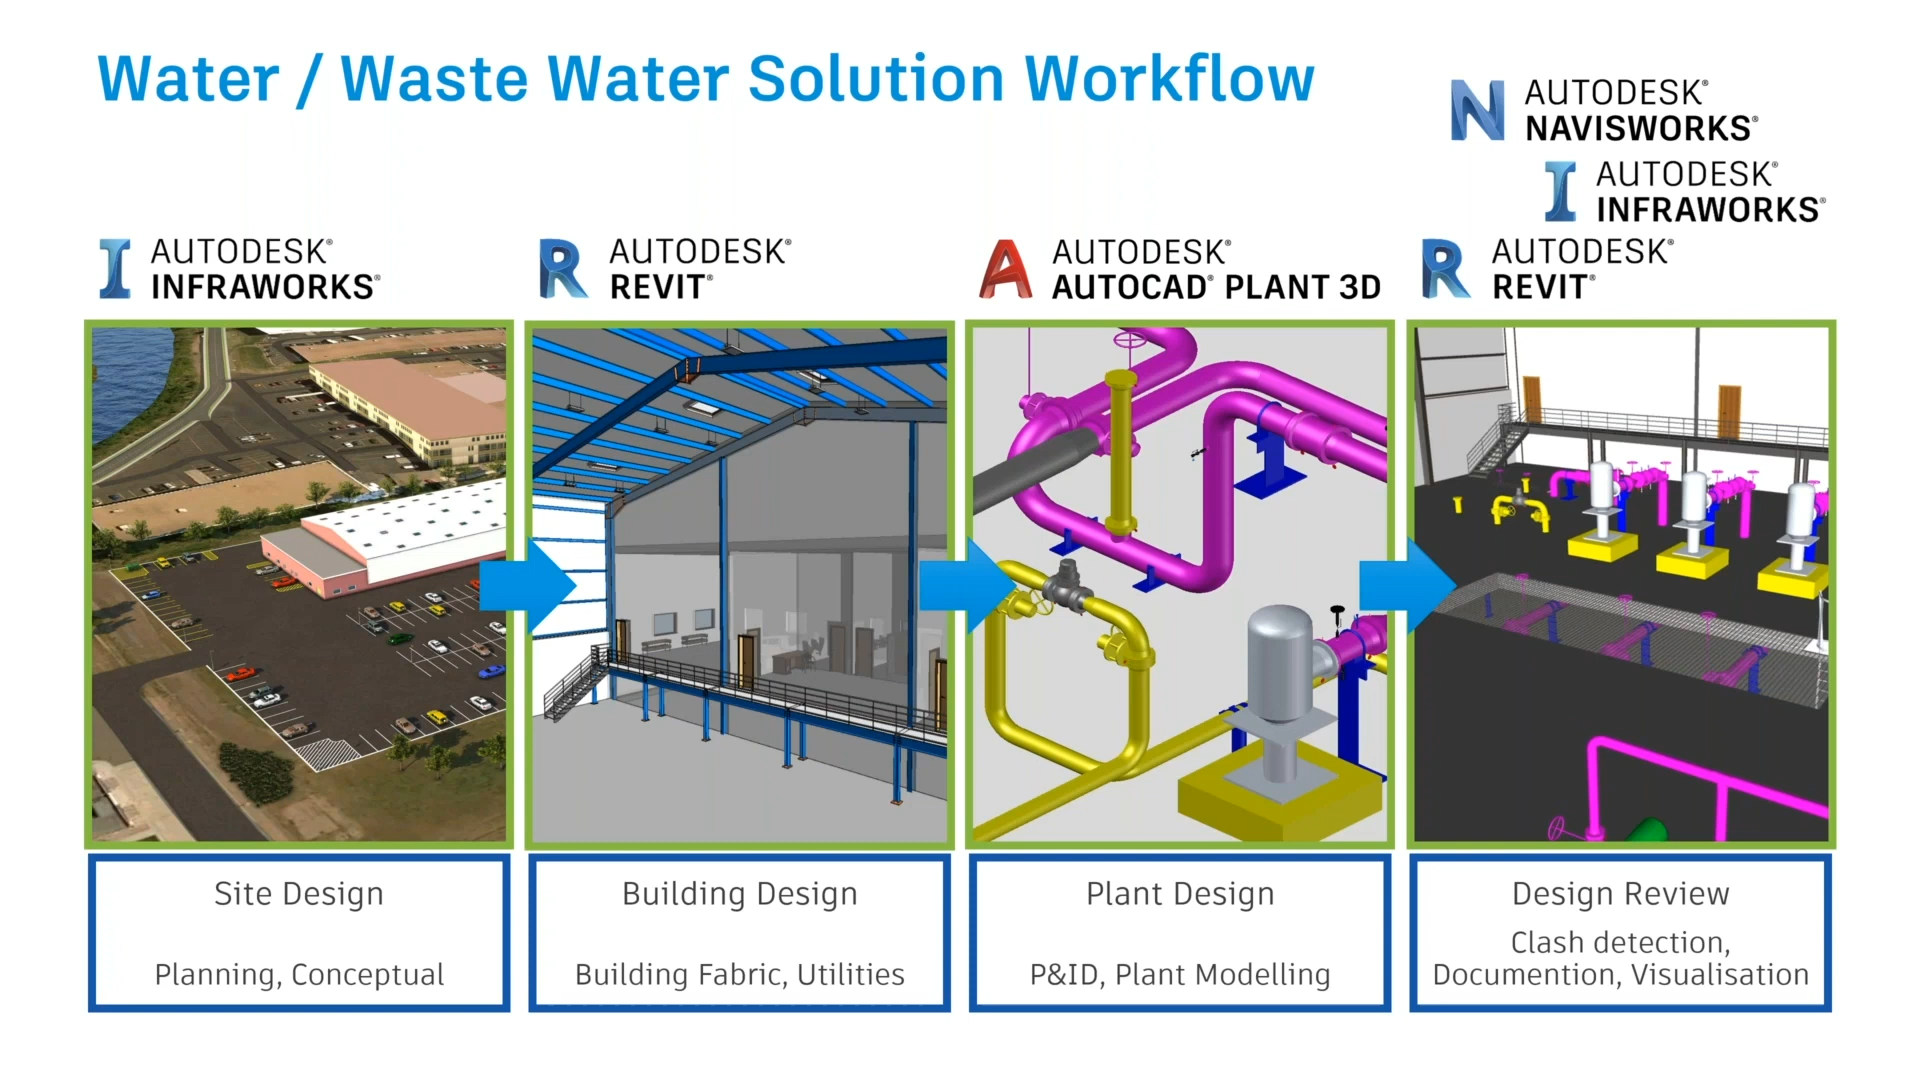 Water / Waste Water Solution Workflow
AUTODESK®
NAVISWORKS®
AUTODESK®
INFRAWORKS®
AUTODESK®
INFRAWORKS®
AUTODESK®
REVIT®
AUTODESK®
AUTOCAD® PLANT 3D
AUTODESK®
REVIT®
Site Design
Planning, Conceptual
Building Design
Building Fabric, Utilities
Plant Design
P&ID, Plant Modelling
Design Review
Clash detection,
Documention, Visualisation